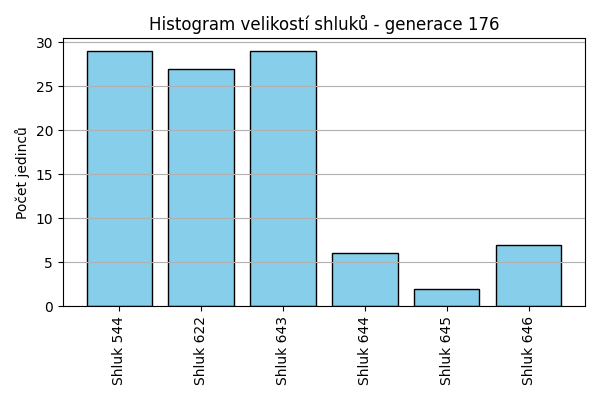 Histogram velikostí shluků - generace 176
Počet jedinců
30
25
20
15
10
5
0
Shluk 544
Shluk 622
Shluk 643
Shluk 644
Shluk 645
Shluk 646